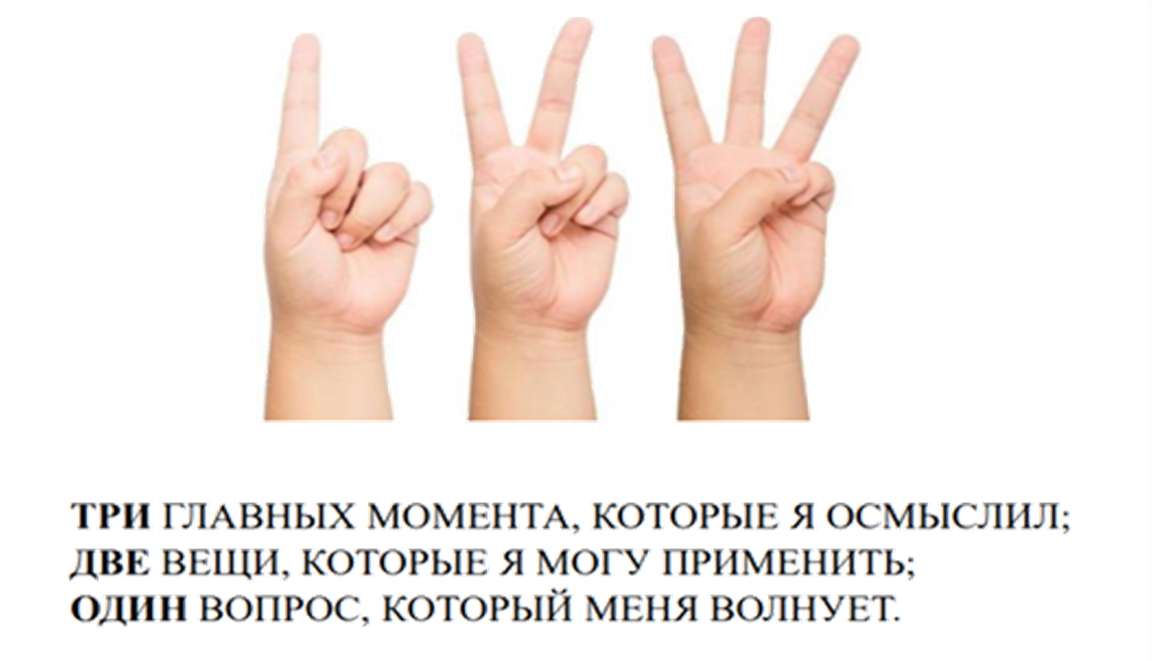 ТРИ ГЛАВНЫХ МОМЕНТА, КОТОРЫЕ Я ОСМЫСЛИЛ;
ДВЕ ВЕЩИ, КОТОРЫЕ Я МОГУ ПРИМЕНИТЬ;
ОДИН ВОПРОС, КОТОРЫЙ МЕНЯ ВОЛНУЕТ.